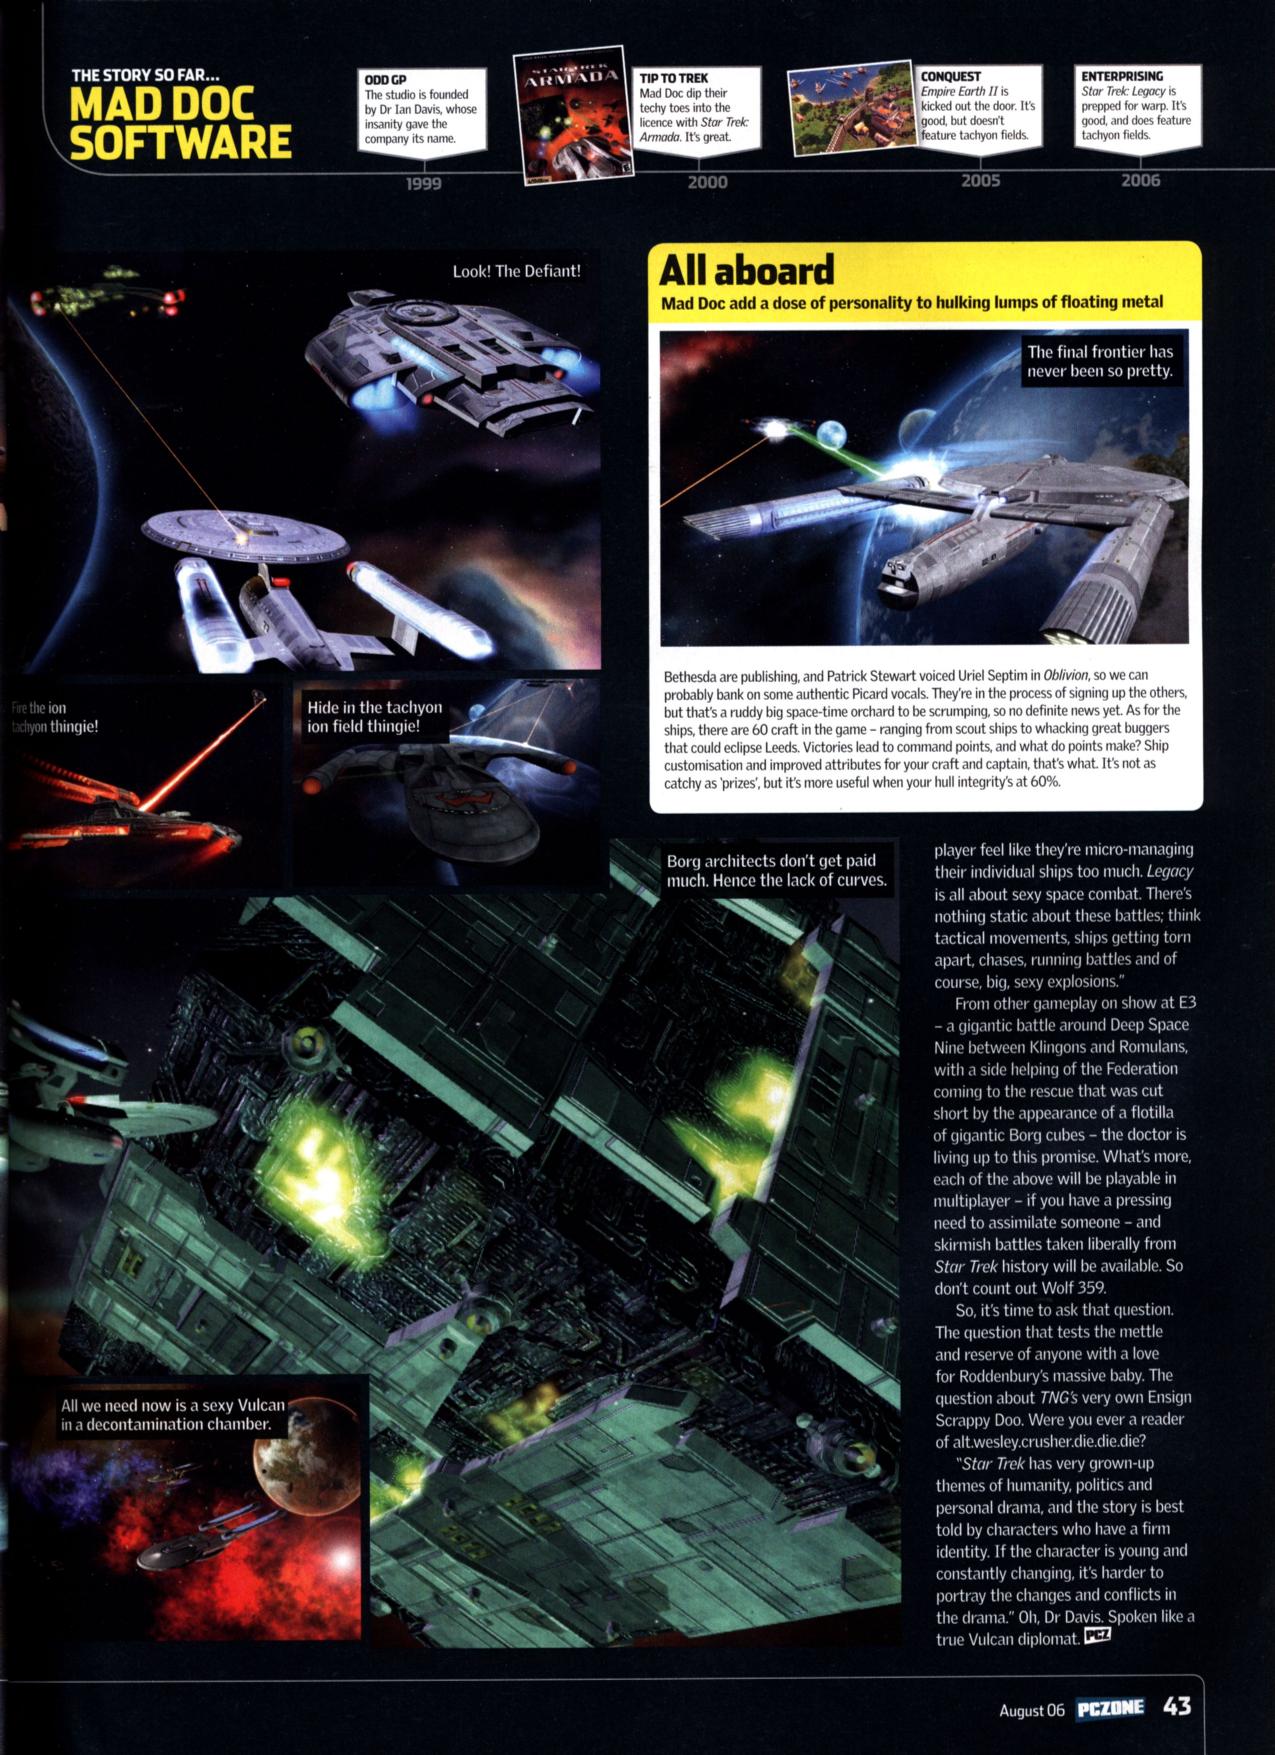 THE STORY SO FAR...
MAD DOC
SOFTWARE
ODD GP
The studio is founded
by Dr Ian Davis, whose
insanity gave the
company its name.
1999
STAR TREK
ARMADA
TIP TO TREK
Mad Doc dip their
techy toes into the
licence with Star Trek:
Armada. It's great.
2000
CONQUEST
Empire Earth II is
kicked out the door. It's
good, but doesn't
feature tachyon fields.
2005
ENTERPRISING
Star Trek: Legacy is
prepped for warp. It's
good, and does feature
tachyon fields.
2006
Look! The Defiant!
Fire the ion
tachyon thingie!
Hide in the tachyon
ion field thingie!
All aboard
Mad Doc add a dose of personality to hulking lumps of floating metal
The final frontier has
never been so pretty.
Bethesda are publishing, and Patrick Stewart voiced Uriel Septim in Oblivion, so we can
probably bank on some authentic Picard vocals. They're in the process of signing up the others,
but that's a ruddy big space-time orchard to be scrumping, so no definite news yet. As for the
ships, there are 60 craft in the game – ranging from scout ships to whacking great buggers
that could eclipse Leeds. Victories lead to command points, and what do points make? Ship
customisation and improved attributes for your craft and captain, that's what. It's not as
catchy as 'prizes', but it's more useful when your hull integrity's at 60%.
Borg architects don't get paid
much. Hence the lack of curves.
All we need now is a sexy Vulcan
in a decontamination chamber.
player feel like they're micro-managing
their individual ships too much. Legacy
is all about sexy space combat. There's
nothing static about these battles; think
tactical movements, ships getting torn
apart, chases, running battles and of
course, big, sexy explosions."
From other gameplay on show at E3
– a gigantic battle around Deep Space
Nine between Klingons and Romulans,
with a side helping of the Federation
coming to the rescue that was cut
short by the appearance of a flotilla
of gigantic Borg cubes – the doctor is
living up to this promise. What's more,
each of the above will be playable in
multiplayer – if you have a pressing
need to assimilate someone – and
skirmish battles taken liberally from
Star Trek history will be available. So
don't count out Wolf 359.
So, it's time to ask that question.
The question that tests the mettle
and reserve of anyone with a love
for Roddenbury's massive baby. The
question about TNG's very own Ensign
Scrappy Doo. Were you ever a reader
of alt.wesley.crusher.die.die.die?
"Star Trek has very grown-up
themes of humanity, politics and
personal drama, and the story is best
told by characters who have a firm
identity. If the character is young and
constantly changing, it's harder to
portray the changes and conflicts in
the drama." Oh, Dr Davis. Spoken like a
true Vulcan diplomat. PCZ
August 06 PCZONE 43